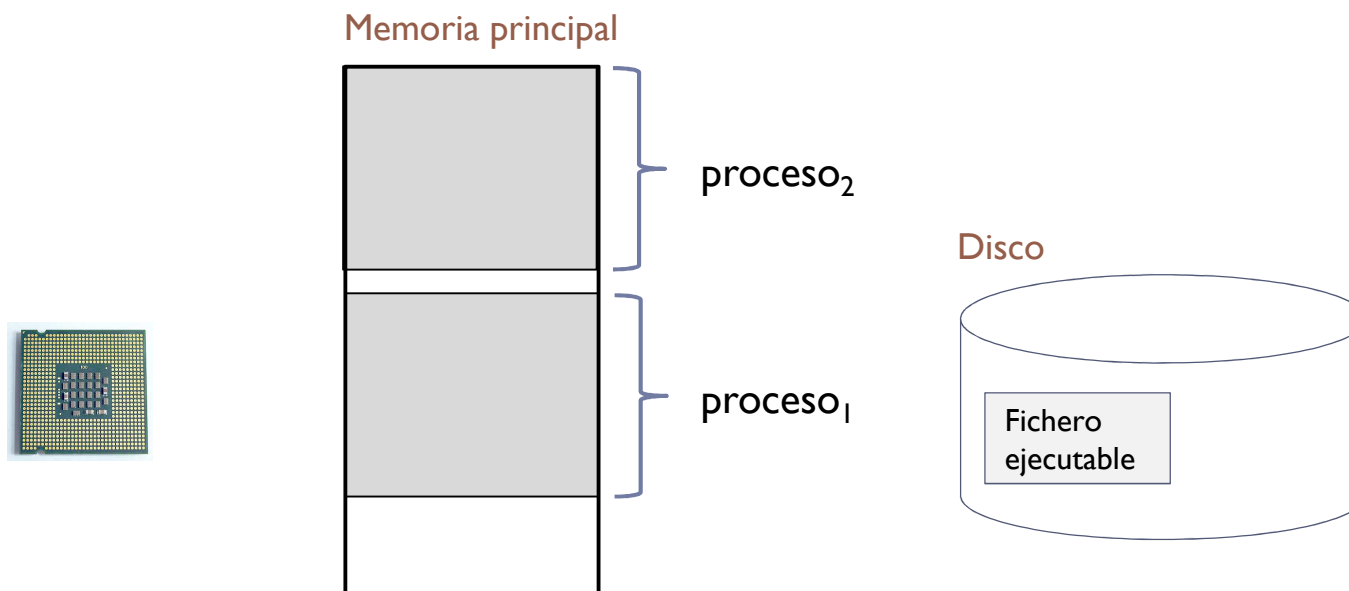 Memoria principal
proceso₂
Disco
proceso₁
Fichero
ejecutable